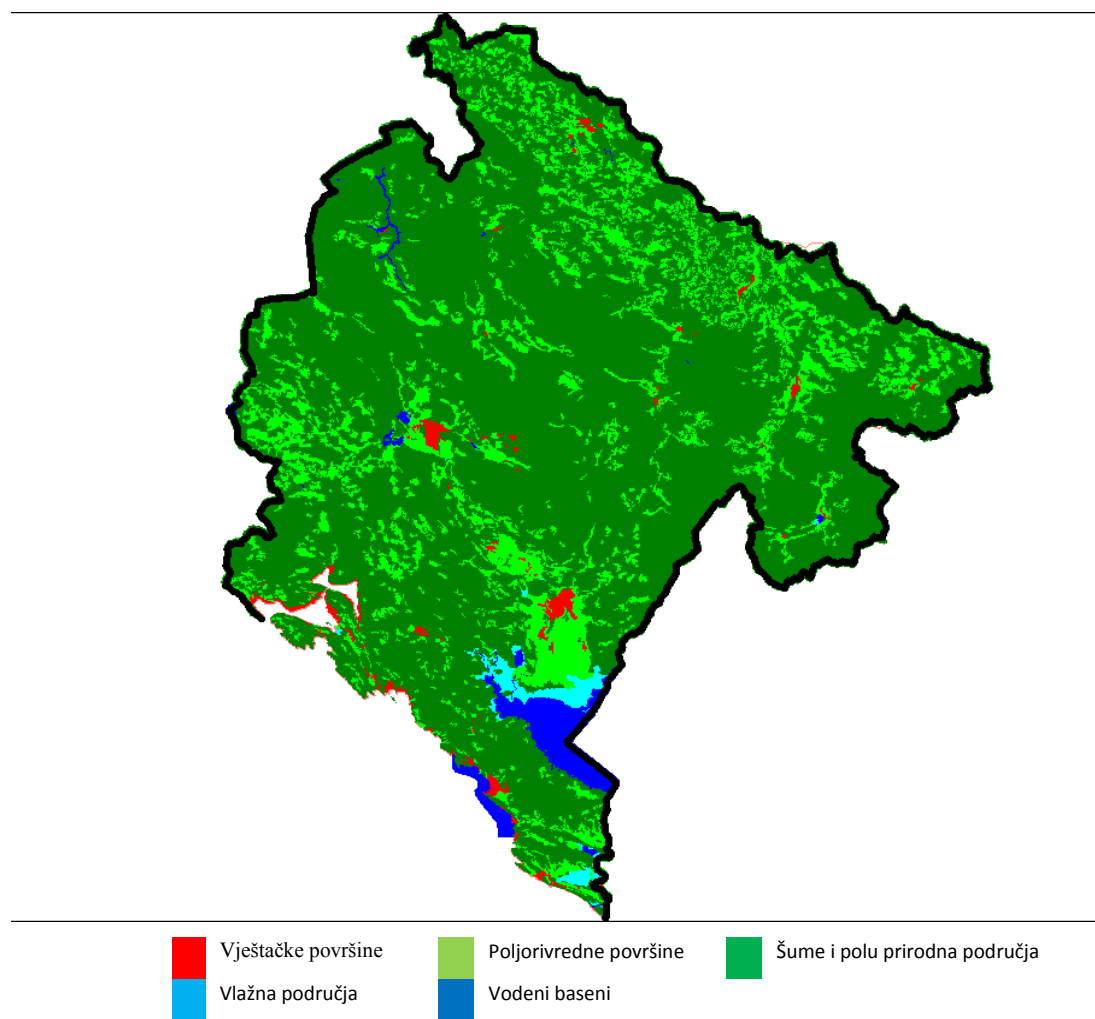 Vještačke površine
Poljorivredne površine
Šume i polu prirodna područja
Vlažna područja
Vodeni baseni